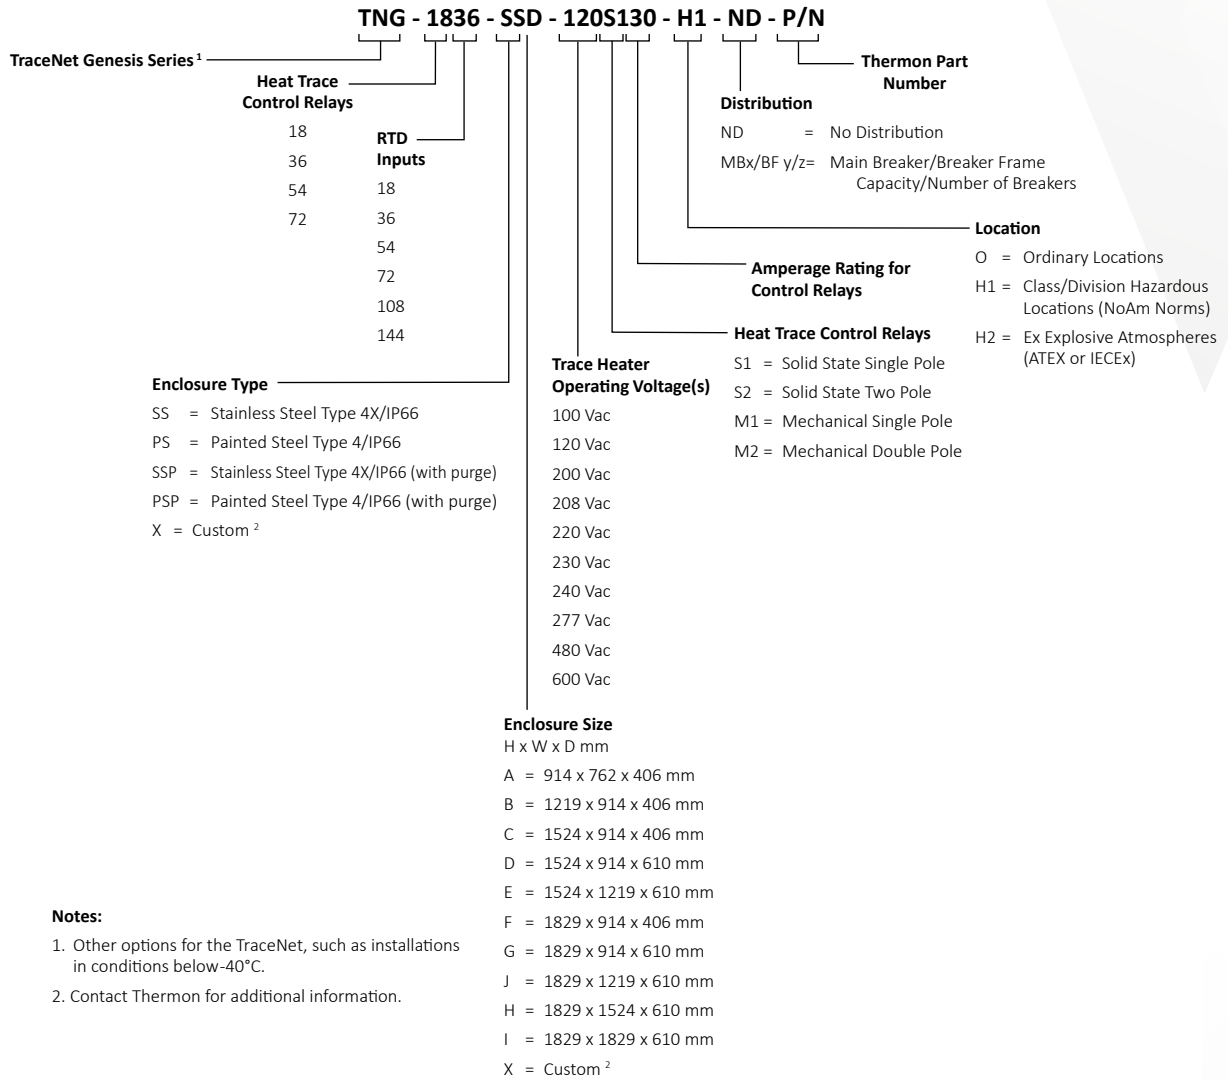 TNG - 1836 - SSD - 120S130 - H1 - ND - P/N
TraceNet Genesis Series 1
Heat Trace
Control Relays
18
36
54
72
RTD
Inputs
18
36
54
72
108
144
Enclosure Type
SS = Stainless Steel Type 4X/IP66
PS = Painted Steel Type 4/IP66
SSP = Stainless Steel Type 4X/IP66 (with purge)
PSP = Painted Steel Type 4/IP66 (with purge)
X = Custom 2
Enclosure Size
H x W x D mm
A = 914 x 762 x 406 mm
B = 1219 x 914 x 406 mm
C = 1524 x 914 x 406 mm
D = 1524 x 914 x 610 mm
E = 1524 x 1219 x 610 mm
F = 1829 x 914 x 406 mm
G = 1829 x 914 x 610 mm
J = 1829 x 1219 x 610 mm
H = 1829 x 1524 x 610 mm
I = 1829 x 1829 x 610 mm
X = Custom 2
Trace Heater
Operating Voltage(s)
100 Vac
120 Vac
200 Vac
208 Vac
220 Vac
230 Vac
240 Vac
277 Vac
480 Vac
600 Vac
Heat Trace Control Relays
S1 = Solid State Single Pole
S2 = Solid State Two Pole
M1 = Mechanical Single Pole
M2 = Mechanical Double Pole
Amperage Rating for
Control Relays
Location
O = Ordinary Locations
H1 = Class/Division Hazardous
Locations (NoAm Norms)
H2 = Ex Explosive Atmospheres
(ATEX or IECEx)
Distribution
ND = No Distribution
MBx/BF y/z= Main Breaker/Breaker Frame
Capacity/Number of Breakers
Thermon Part
Number
Notes:
1. Other options for the TraceNet, such as installations
in conditions below-40°C.
2. Contact Thermon for additional information.